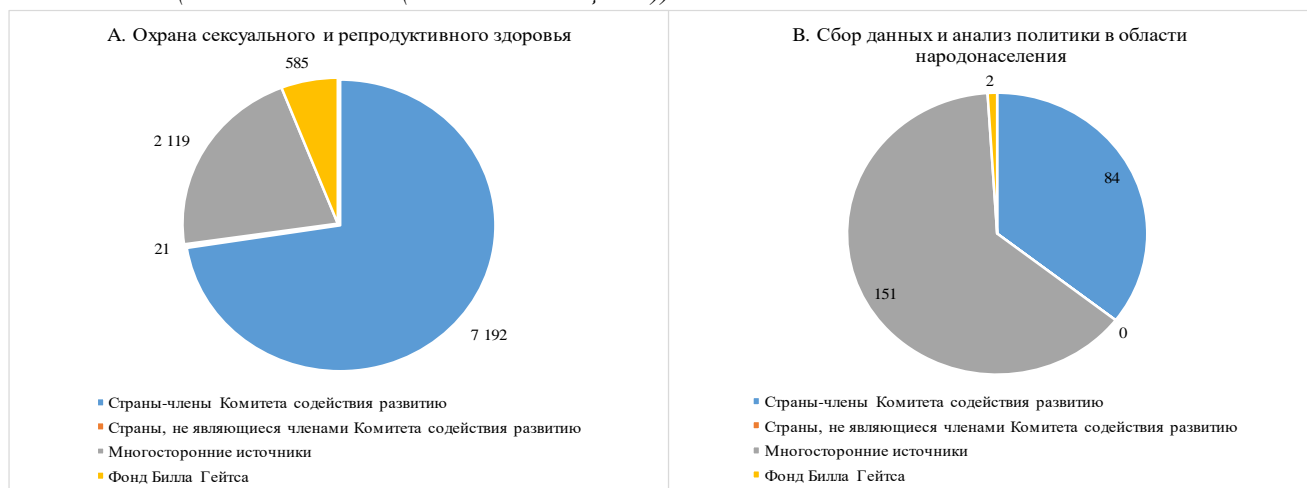 А. Охрана сексуального и репродуктивного здоровья
585
2 119
21
7 192
Страны-члены Комитета содействия развитию
Страны, не являющиеся членами Комитета содействия развитию
Многосторонние источники
Фонд Билла Гейтса
В. Сбор данных и анализ политики в области
народонаселения
2
84
151
0
Страны-члены Комитета содействия развитию
Страны, не являющиеся членами Комитета содействия развитию
Многосторонние источники
Фонд Билла Гейтса